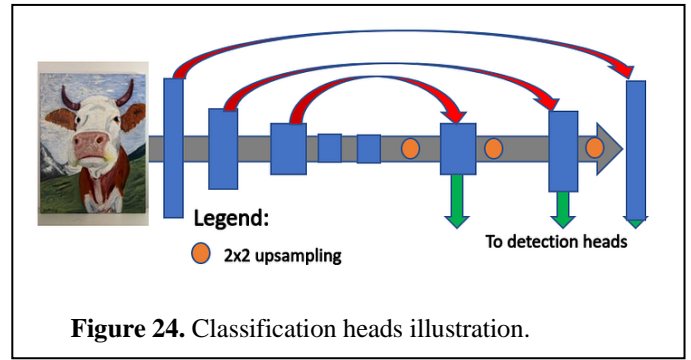 Legend:
2x2 upsampling
To detection heads
Figure 24. Classification heads illustration.